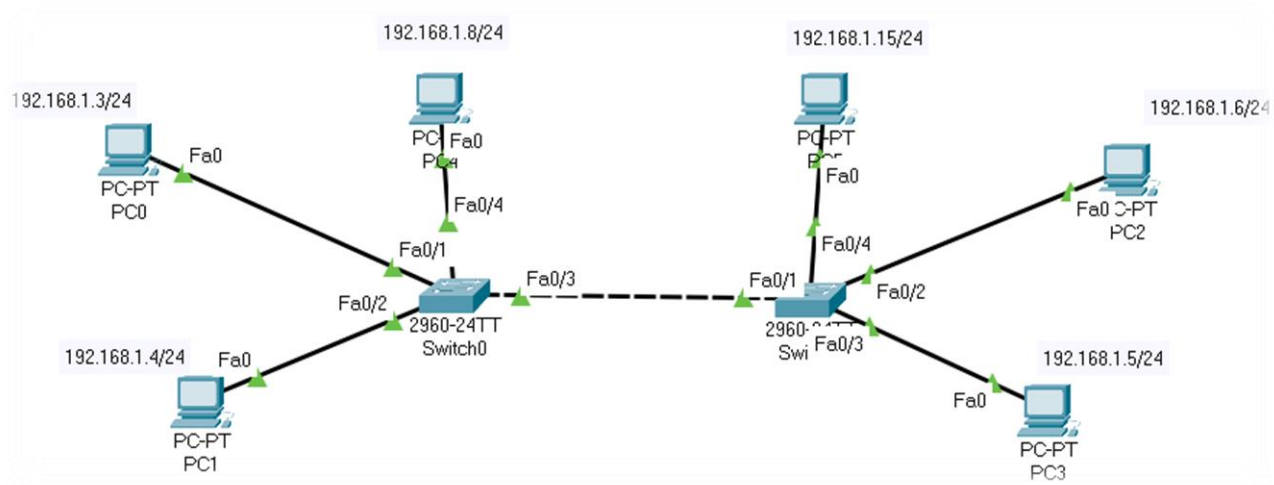 192.168.1.8/24
192.168.1.15/24
192.168.1.3/24
192.168.1.6/24
Fa0
PC-PT
PC0
Fa0
PC-PT
Fa0
Fa0
PC-PT
PC2
Fa0/4
Fa0/4
Fa0/1
Fa0/3
Fa0/1
Fa0/2
Fa0/2
2960-24TT
Switch0
Fa0/3
192.168.1.4/24
Fa0
192.168.1.5/24
Fa0
PC-PT
PC1
PC-PT
PC3